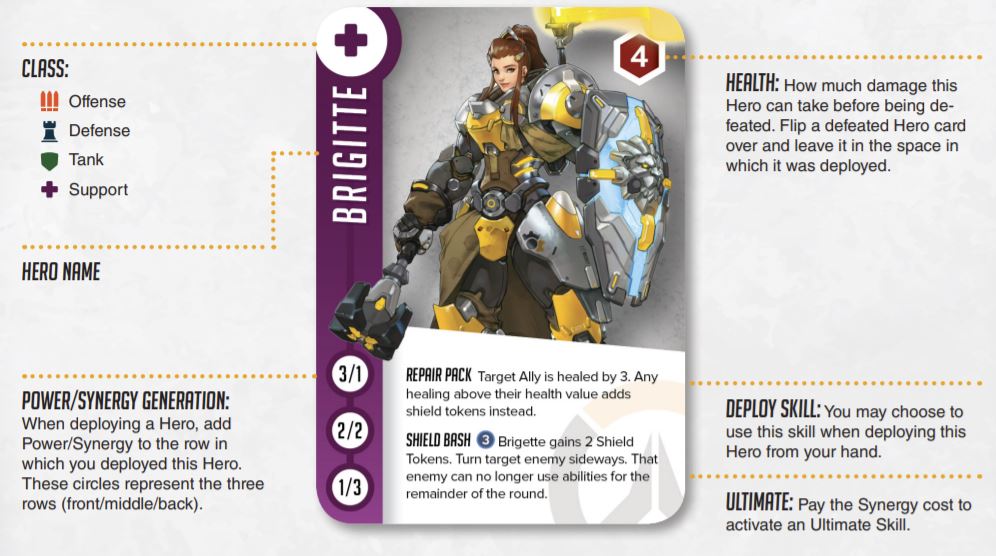 CLASS:
Offense
Defense
Tank
Support
HERO NAME
POWER/SYNERGY GENERATION:
When deploying a Hero, add
Power/Synergy to the row in
which you deployed this Hero.
These circles represent the three
rows (front/middle/back).
BRIGITTE
4
3/1
2/2
1/3
REPAIR PACK Target Ally is healed by 3. Any
healing above their health value adds
shield tokens instead.
SHIELD BASH 3 Brigette gains 2 Shield
Tokens. Turn target enemy sideways. That
enemy can no longer use abilities for the
remainder of the round.
HEALTH: How much damage this
Hero can take before being de-
feated. Flip a defeated Hero card
over and leave it in the space in
which it was deployed.
DEPLOY SKILL: You may choose to
use this skill when deploying this
Hero from your hand.
ULTIMATE: Pay the Synergy cost to
activate an Ultimate Skill.